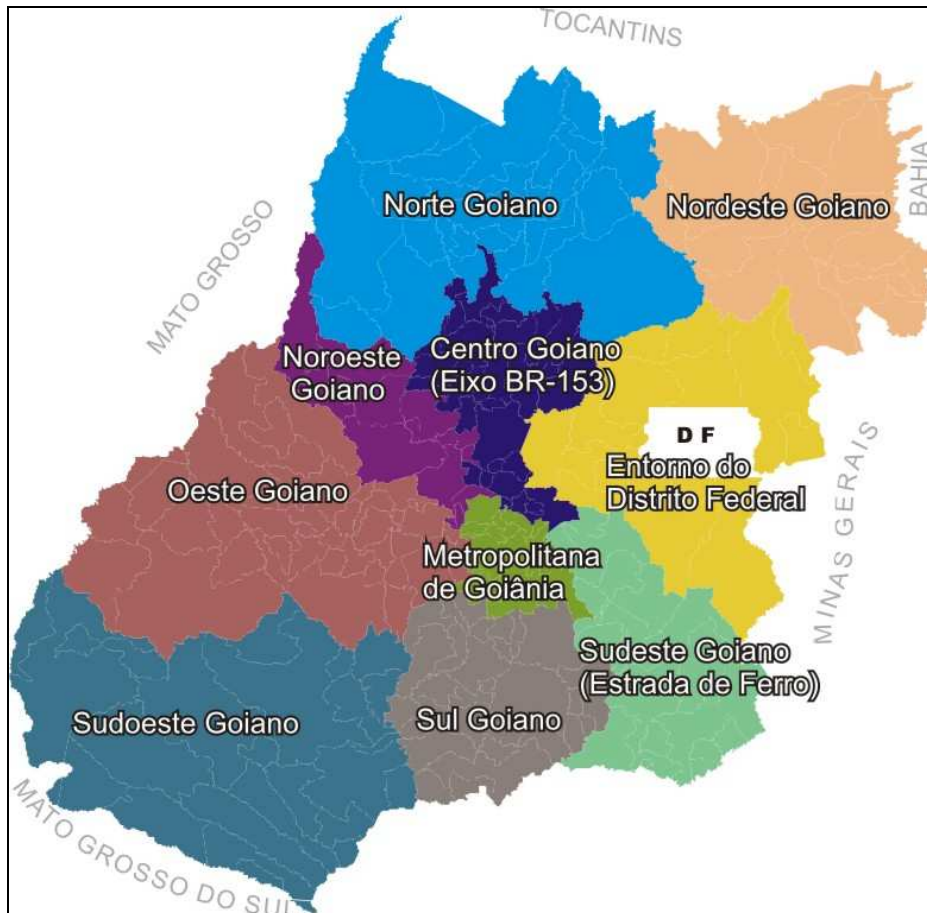 TOCANTINS
BAHIA
Norte Goiano
Nordeste Goiano
MATO GROSSO
Noroeste
Goiano
Centro Goiano
(Eixo BR-153)
D F
Entorno do
Distrito Federal
MINAS GERAIS
Oeste Goiano
Metropolitana
de Goiânia
Sudeste Goiano
(Estrada de Ferro)
Sudoeste Goiano
Sul Goiano
MATO GROSSO DO SUL